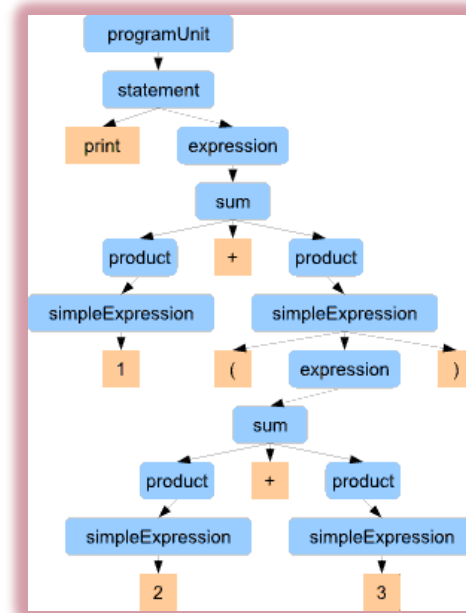 programUnit
statement
print expression
sum
product + product
simpleExpression simpleExpression
1 ( expression )
sum
product + product
simpleExpression simpleExpression
2 3